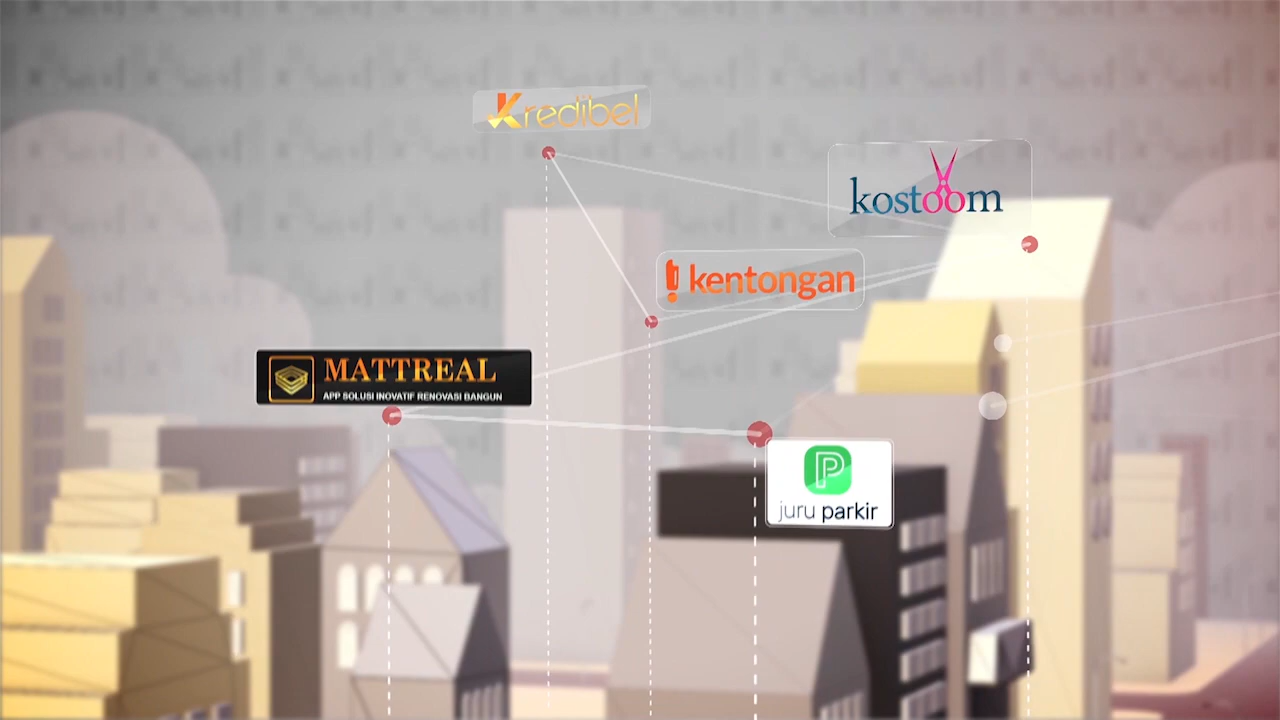 Kredibel
kostoom
kentongan
MATTREAL
APP SOLUSI INOVATIF RENOVASI BANGUN
juru parkir